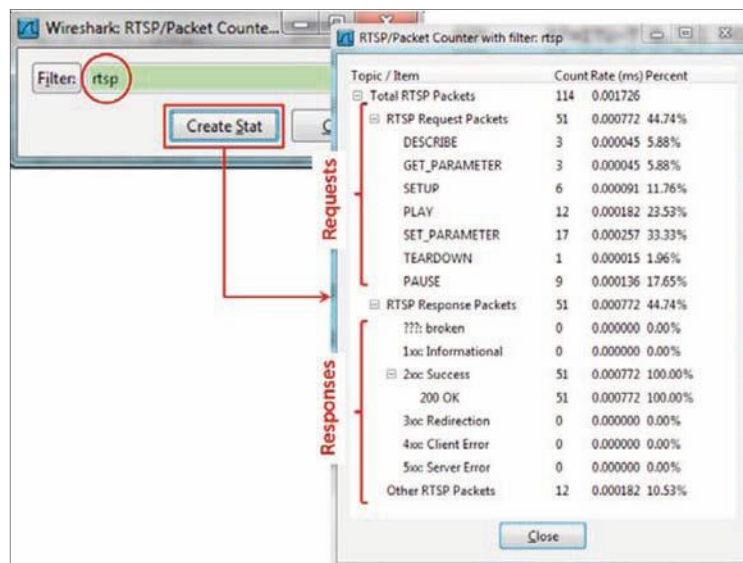 Wireshark: RTSP/Packet Counte...
Filter: rtsp
Create Stat
C
RTSP/Packet Counter with filter: rtsp
Topic / Item Count Rate (ms) Percent
Total RTSP Packets 114 0.001726
RTSP Request Packets 51 0.000772 44.74%
DESCRIBE 3 0.000045 5.88%
GET_PARAMETER 3 0.000045 5.88%
SETUP 6 0.000091 11.76%
PLAY 12 0.000182 23.53%
SET_PARAMETER 17 0.000257 33.33%
TEARDOWN 1 0.000015 1.96%
PAUSE 9 0.000136 17.65%
RTSP Response Packets 51 0.000772 44.74%
???: broken 0 0.000000 0.00%
1xx: Informational 0 0.000000 0.00%
2xx: Success 51 0.000772 100.00%
200 OK 51 0.000772 100.00%
3xx: Redirection 0 0.000000 0.00%
4xx: Client Error 0 0.000000 0.00%
5xx: Server Error 0 0.000000 0.00%
Other RTSP Packets 12 0.000182 10.53%
Close
Requests
Responses